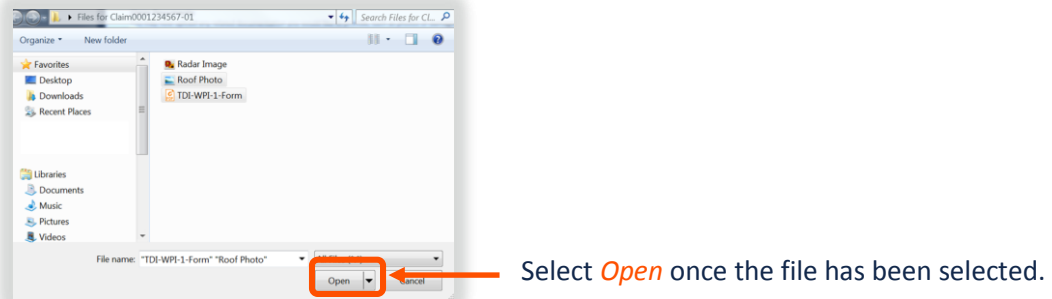 Files for Claim0001234567-01
Search Files for Cl...
Organize
New folder
Favorites
Desktop
Downloads
Recent Places
Libraries
Documents
Music
Pictures
Videos
Radar Image
Roof Photo
TDI-WPI-1-Form
File name: "TDI-WPI-1-Form" "Roof Photo"
Open
Cancel
Select Open once the file has been selected.